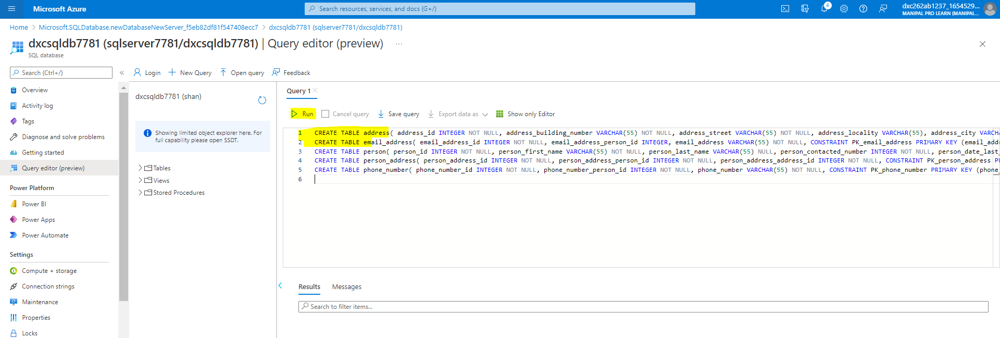 Microsoft Azure
Search resources, services, and docs (G+/)
4
dxc262ab1237_1654529...
MANIPAL PRO LEARN (MANIPAL...
Home > Microsoft.SQLDatabase.newDatabaseNewServer_f5eb82df81f547408ecc7 > dxcsqldb7781 (sqlserver7781/dxcsqldb7781)
dxcsqldb7781 (sqlserver7781/dxcsqldb7781) | Query editor (preview) ...
SQL database
Search (Ctrl+/)
«
Login
New Query
Open query
Feedback
Overview
Activity log
Tags
Diagnose and solve problems
Getting started
Query editor (preview)
Power Platform
Power BI
Power Apps
Power Automate
Settings
Compute + storage
Connection strings
Maintenance
Properties
Locks
dxcsqldb7781 (shan)
Showing limited object explorer here. For
full capability please open SSDT.
Tables
Views
Stored Procedures
Query 1
Run
Cancel query
Save query
Export data as
Show only Editor
1 CREATE TABLE address( address_id INTEGER NOT NULL, address_building_number VARCHAR(55) NOT NULL, address_street VARCHAR(55) NOT NULL, address_locality VARCHAR(55), address_city VARCHA
2 CREATE TABLE email_address( email_address_id INTEGER NOT NULL, email_address_person_id INTEGER, email_address VARCHAR(55) NOT NULL, CONSTRAINT PK_email_address PRIMARY KEY (email_addr
3 CREATE TABLE person( person_id INTEGER NOT NULL, person_first_name VARCHAR(55) NOT NULL, person_last_name VARCHAR(55) NULL, person_contacted_number INTEGER NOT NULL, person_date_last_
4 CREATE TABLE person_address( person_address_id INTEGER NOT NULL, person_address_person_id INTEGER NOT NULL, person_address_address_id INTEGER NOT NULL, CONSTRAINT PK_person_address PR
5 CREATE TABLE phone_number( phone_number_id INTEGER NOT NULL, phone_number_person_id INTEGER NOT NULL, phone_number VARCHAR(55) NOT NULL, CONSTRAINT PK_phone_number PRIMARY KEY (phone_
6
Results
Messages
Search to filter items...